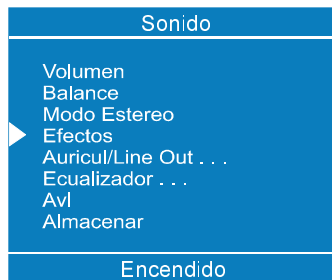 Sonido
Volumen
Balance
Modo Estereo
Efectos
Auricul/Line Out . . .
Ecualizador . . .
Avl
Almacenar
Encendido